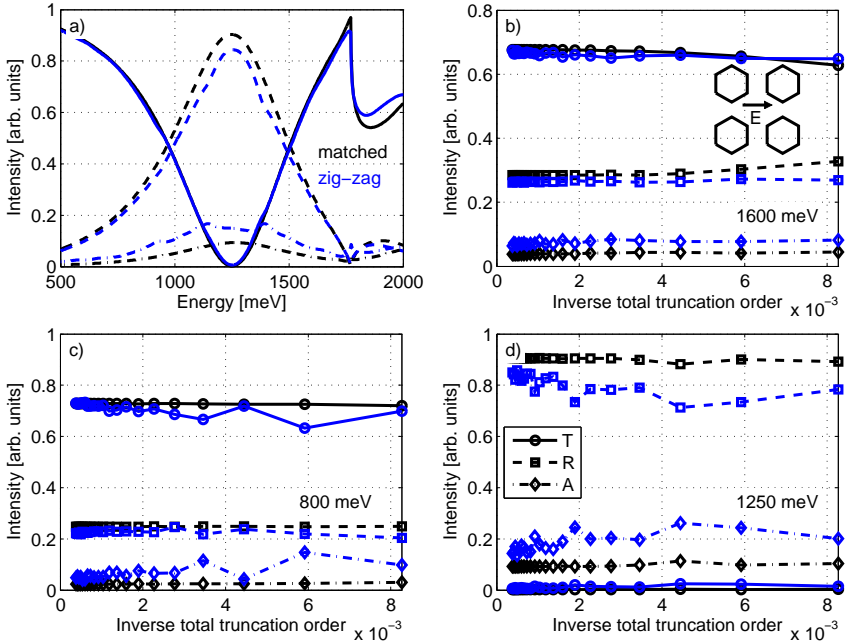 a)
Intensity [arb. units]
1
0.8
0.6
0.4
0.2
0
matched
zig−zag
500
1000
1500
2000
Energy [meV]
b)
Intensity [arb. units]
0.8
0.6
0.4
0.2
0
E
1600 meV
0
2
4
6
8
Inverse total truncation order
x 10−3
c)
Intensity [arb. units]
1
0.8
0.6
0.4
0.2
0
800 meV
0
2
4
6
8
Inverse total truncation order
x 10−3
d)
Intensity [arb. units]
1
0.8
0.6
0.4
0.2
0
T
R
A
1250 meV
0
2
4
6
8
Inverse total truncation order
x 10−3